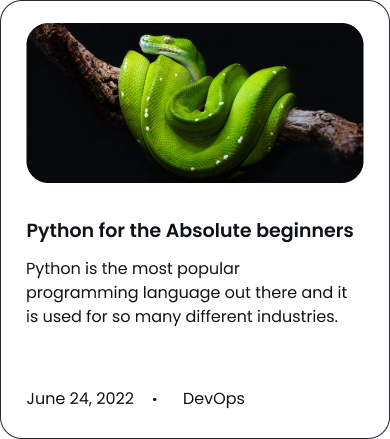 Python for the Absolute beginners
Python is the most popular
programming language out there and it
is used for so many different industries.
June 24, 2022 • DevOps